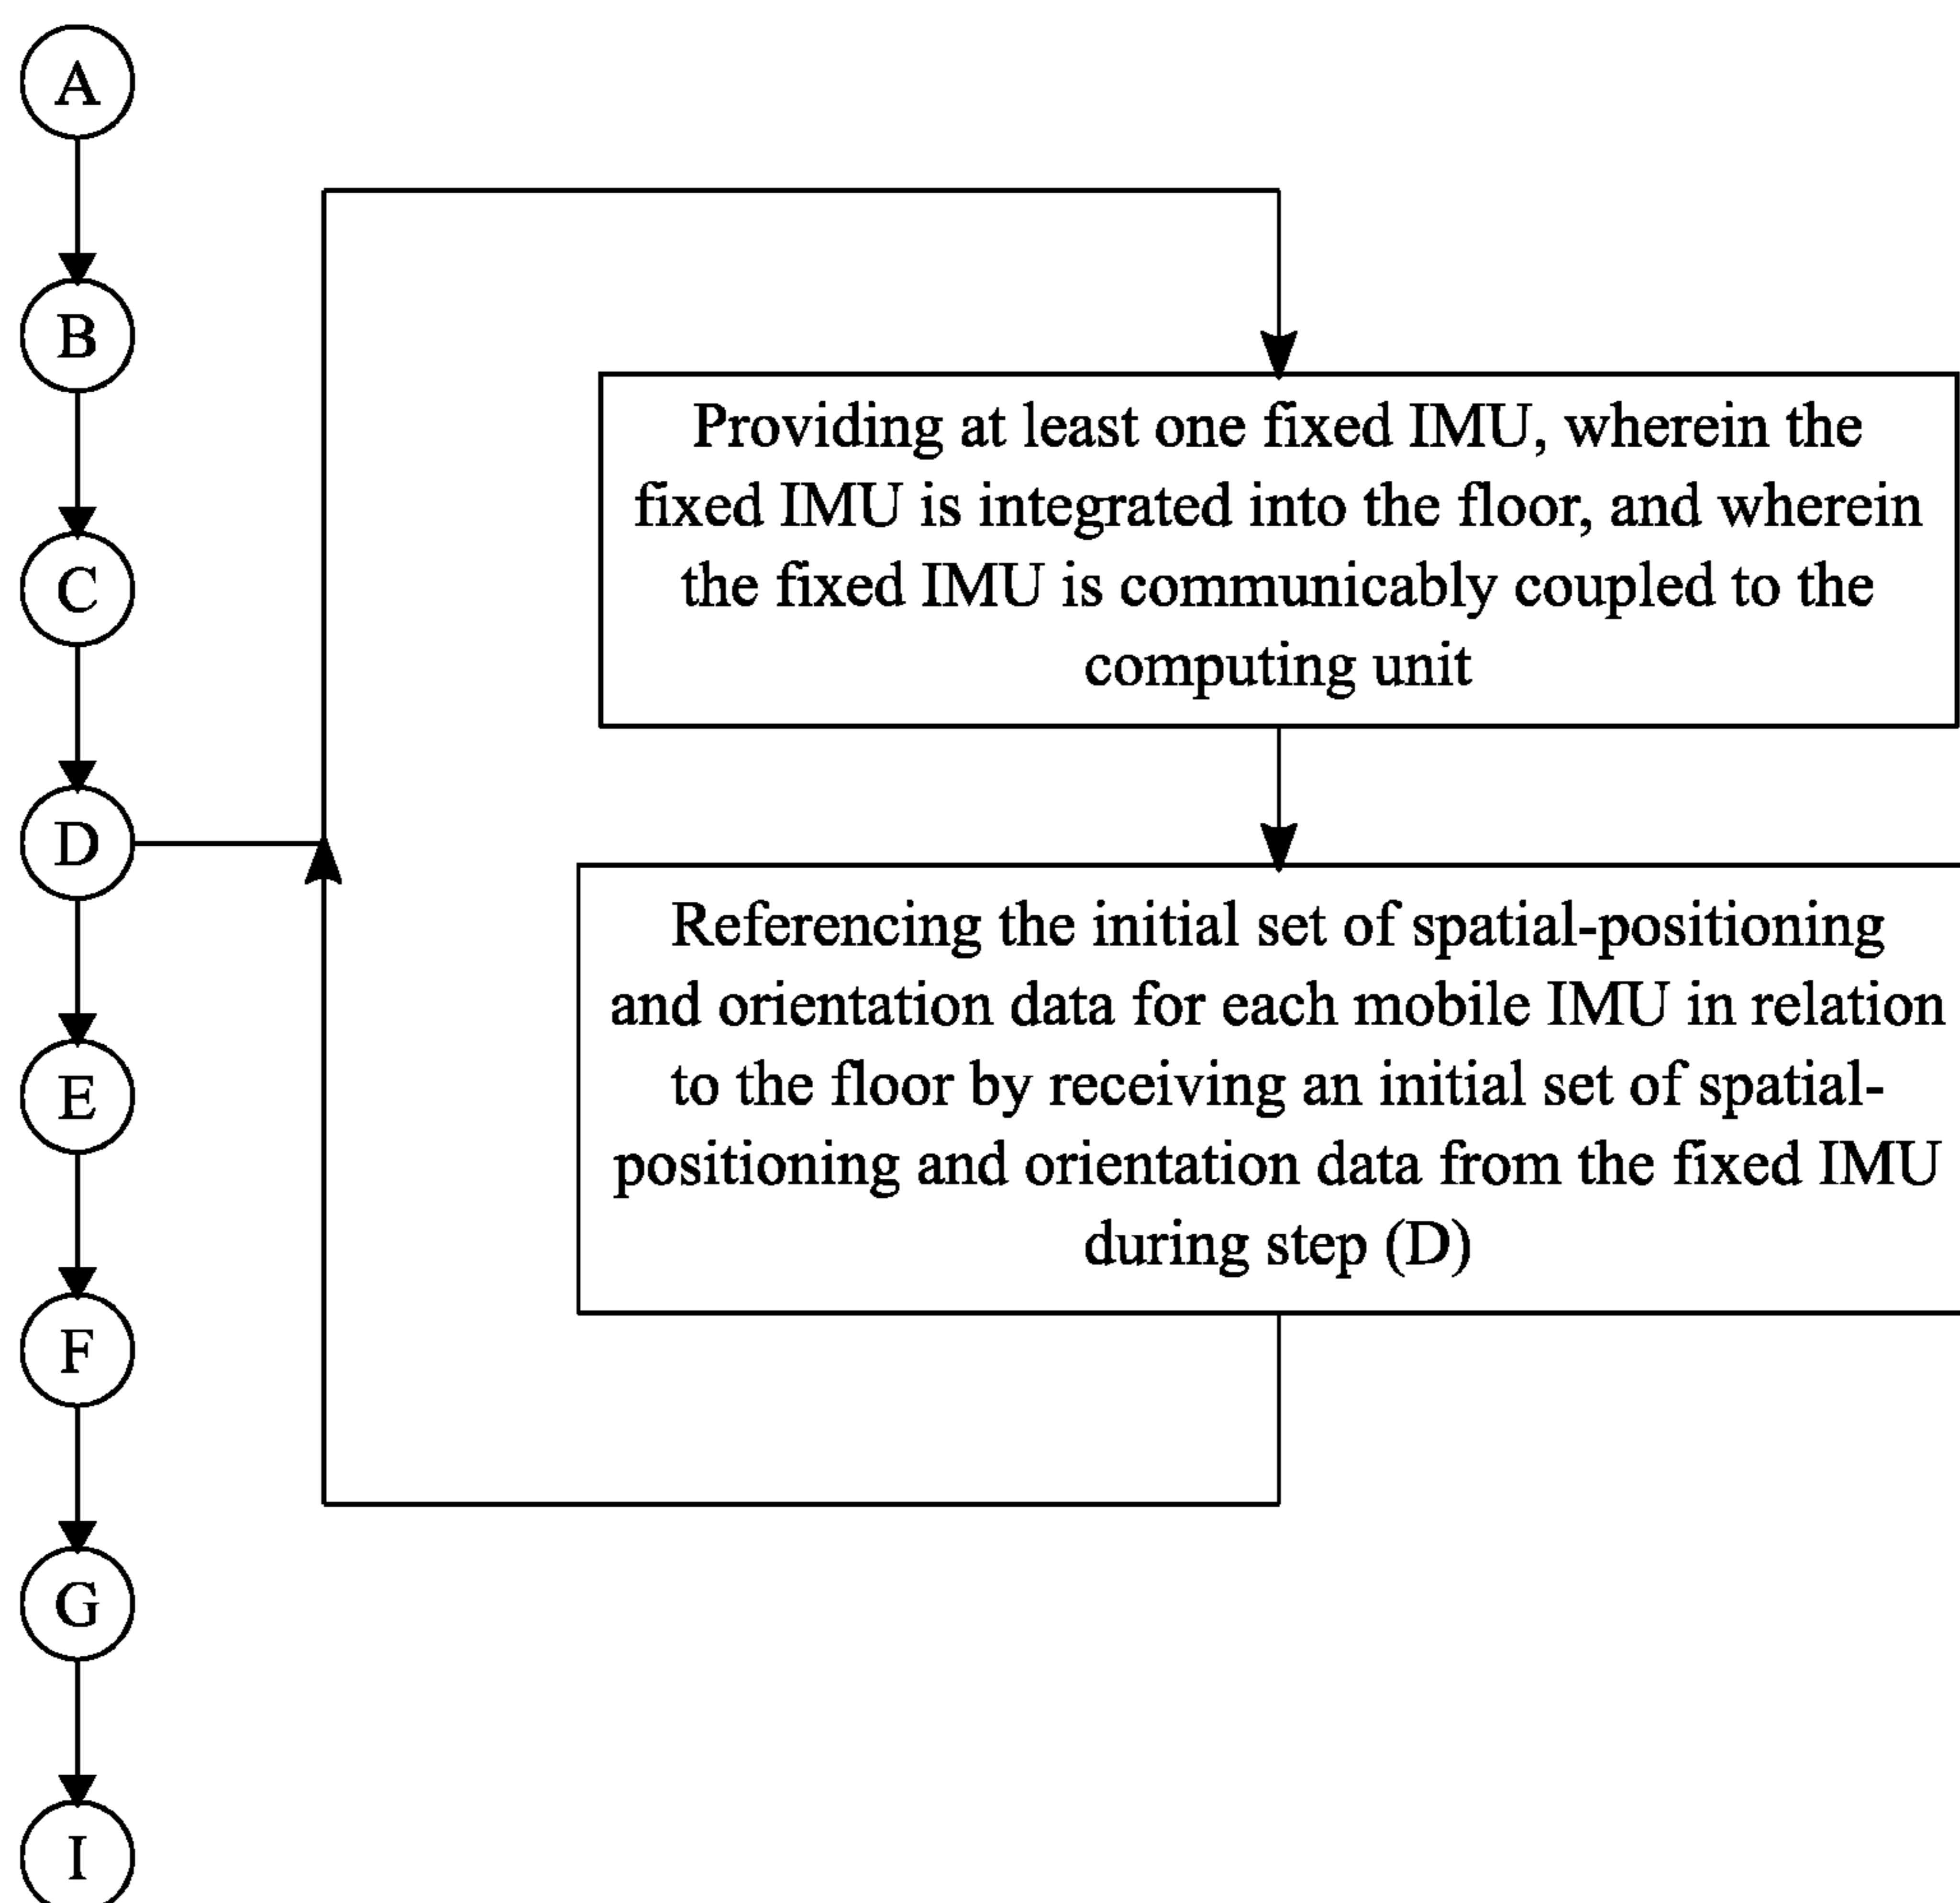 A
B
C
D
E
F
G
I
Providing at least one fixed IMU, wherein the
fixed IMU is integrated into the floor, and wherein
the fixed IMU is communicably coupled to the
computing unit
Referencing the initial set of spatial-positioning
and orientation data for each mobile IMU in relation
to the floor by receiving an initial set of spatial-
positioning and orientation data from the fixed IMU
during step (D)